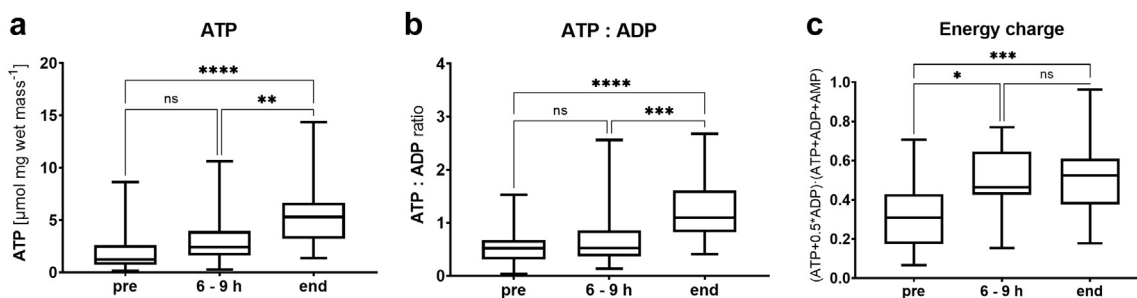 a
ATP
ATP [µmol mg wet mass⁻¹]
20
15
10
5
0
****
ns
**
pre
6 - 9 h
end
b
ATP : ADP
ATP : ADP ratio
4
3
2
1
0
****
ns
***
pre
6 - 9 h
end
c
Energy charge
(ATP+0.5*ADP)·(ATP+ADP+AMP)
1.0
0.8
0.6
0.4
0.2
0.0
***
*
ns
pre
6 - 9 h
end